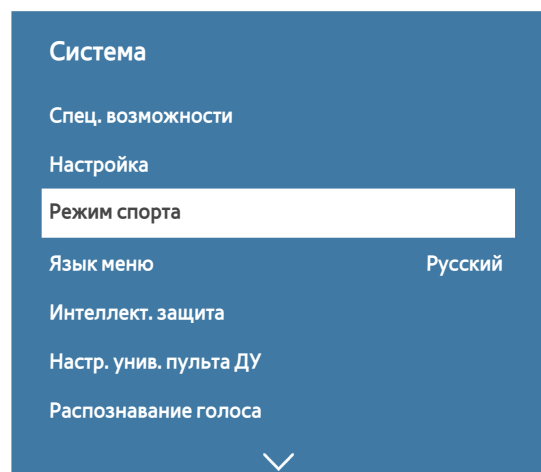 Система
Спец. возможности
Настройка
Режим спорта
Язык меню Русский
Интеллект. защита
Настр. унив. пульта ДУ
Распознавание голоса